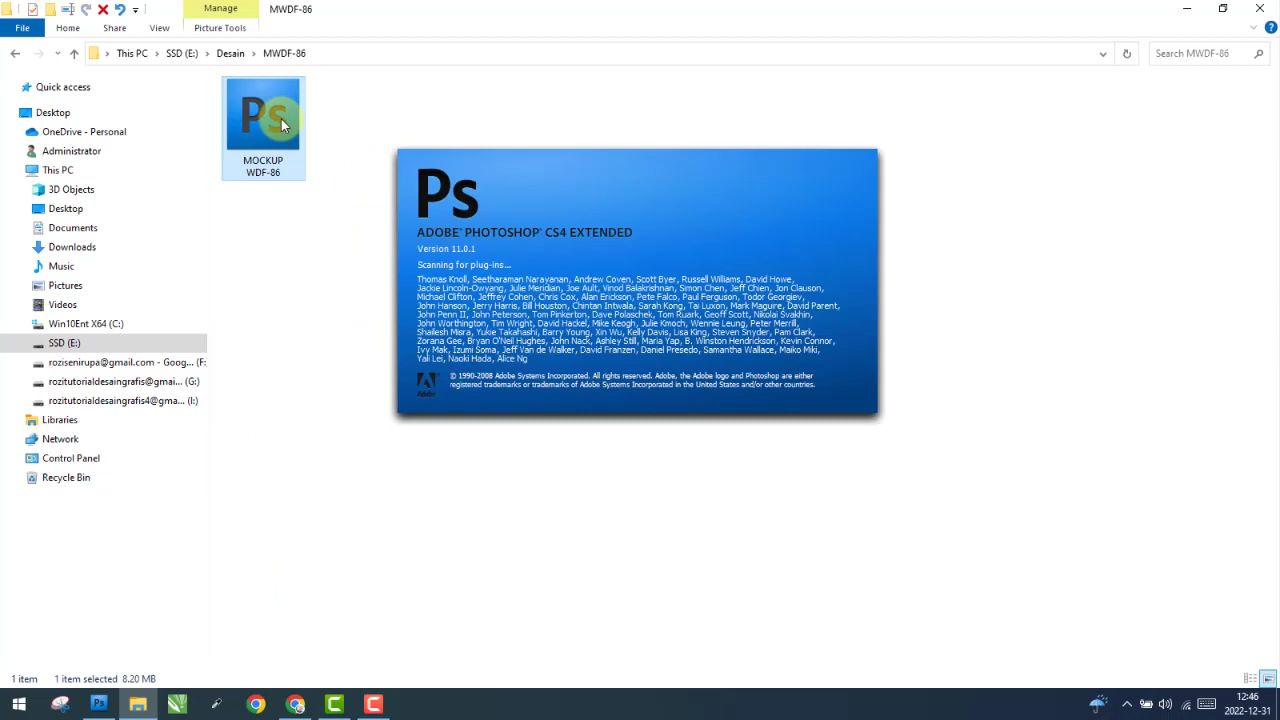 Manage
MWDF-86
File
Home
Share
View
Picture Tools
This PC
SSD (E:)
Desain
MWDF-86
Search MWDF-86
Quick access
Desktop
OneDrive - Personal
Administrator
This PC
3D Objects
Desktop
Documents
Downloads
Music
Pictures
Videos
Win10Ent X64 (C:)
SSD (E:)
rozisenirupa@gmail.com - Goog... (F:
rozitutorialdesaingrafis@gmai... (G:)
rozitutorialdesaingrafis4@gma... (I:)
Libraries
Network
Control Panel
Recycle Bin
Ps
MOCKUP
WDF-86
Ps
ADOBE® PHOTOSHOP® CS4 EXTENDED
Version 11.0.1
Scanning for plug-ins...
Thomas Knoll, Seetharaman Narayanan, Andrew Coven, Scott Byer, Russell Williams, David Howe,
Jackie Lincoln-Owyang, Julie Meridian, Joe Ault, Vinod Balakrishnan, Simon Chen, Jeff Chien, Jon Clauson,
Michael Clifton, Jeffrey Cohen, Chris Cox, Alan Erickson, Pete Falco, Paul Ferguson, Todor Georgiev,
John Hanson, Jerry Harris, Bill Houston, Chintan Intwala, Sarah Kong, Tai Luxon, Mark Maguire, David Parent,
John Penn II, John Peterson, Tom Pinkerton, Dave Polaschek, Tom Ruark, Geoff Scott, Nikolai Svakhin,
John Worthington, Tim Wright, David Hackel, Mike Keogh, Julie Kmoch, Wennie Leung, Peter Merrill,
Shailesh Misra, Yukie Takahashi, Barry Young, Xin Wu, Kelly Davis, Lisa King, Steven Snyder, Pam Clark,
Zorana Gee, Bryan O'Neil Hughes, John Nack, Ashley Still, Maria Yap, B. Winston Hendrickson, Kevin Connor,
Ivy Mak, Izumi Soma, Jeff Van de Walker, David Franzen, Daniel Presedo, Samantha Wallace, Maiko Miki,
Yali Lei, Naoki Hada, Alice Ng
© 1990-2008 Adobe Systems Incorporated. All rights reserved. Adobe, the Adobe logo and Photoshop are either
registered trademarks or trademarks of Adobe Systems Incorporated in the United States and/or other countries.
Adobe
1 item
1 item selected 8.20 MB
Ps
12:46
2022-12-31